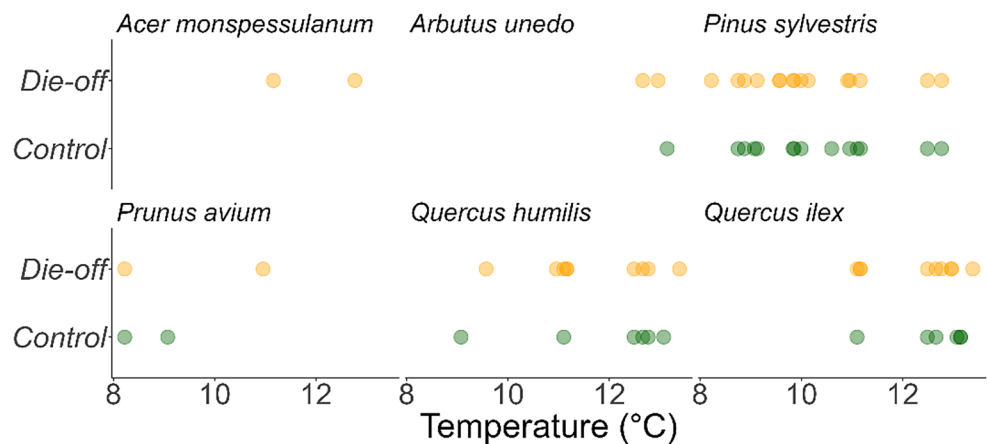 Acer monspessulanum Arbutus unedo Pinus sylvestris
Die-off
Control
Prunus avium Quercus humilis Quercus ilex
Die-off
Control
8 10 12 8 10 12 8 10 12
Temperature (°C)